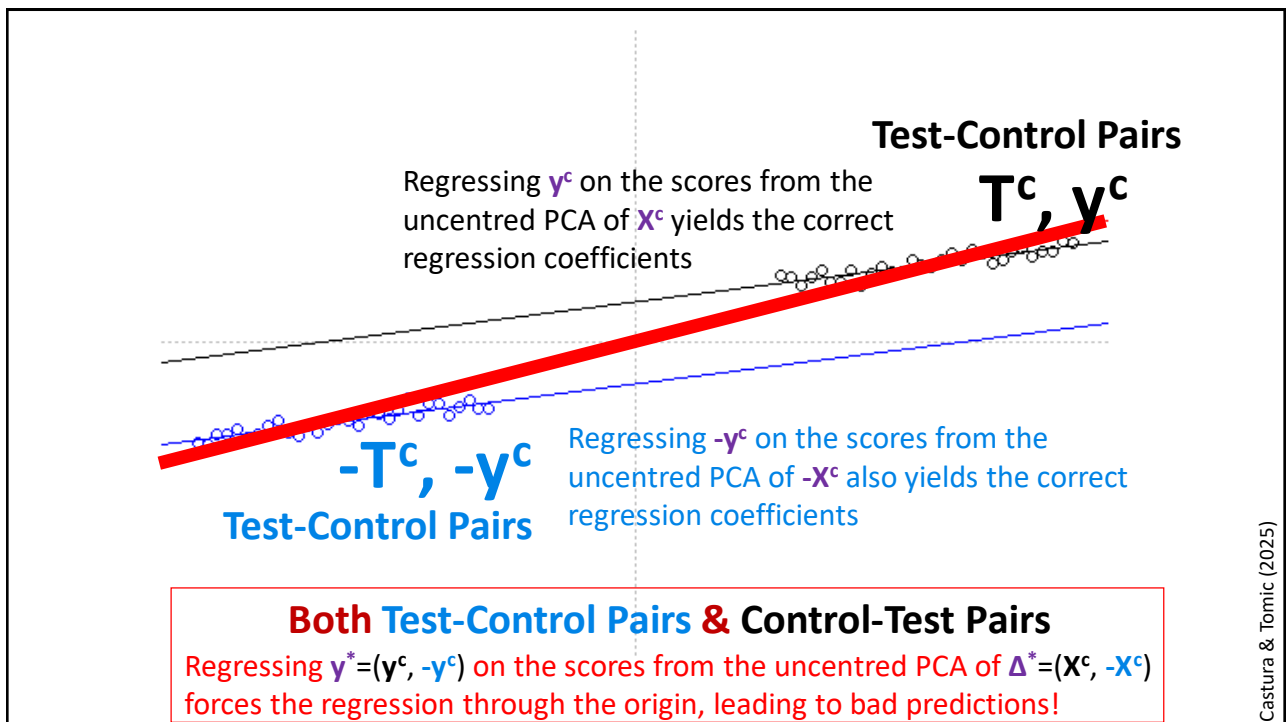 Test-Control Pairs
Tᶜ, yᶜ
Regressing yᶜ on the scores from the
uncentred PCA of Xᶜ yields the correct
regression coefficients
-Tᶜ, -yᶜ
Test-Control Pairs
Regressing -yᶜ on the scores from the
uncentred PCA of -Xᶜ also yields the correct
regression coefficients
Both Test-Control Pairs & Control-Test Pairs
Regressing y*=(yᶜ, -yᶜ) on the scores from the uncentred PCA of Δ*=(Xᶜ, -Xᶜ)
forces the regression through the origin, leading to bad predictions!
Castura & Tomic (2025)